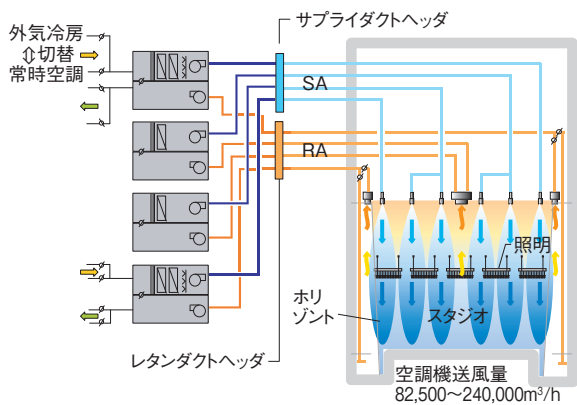 サプライダクトヘッダ
外気冷房
⇕切替
常時空調
SA
RA
照明
ホリ
ゾント
スタジオ
レタンダクトヘッダ
空調機送風量
82,500〜240,000m³/h